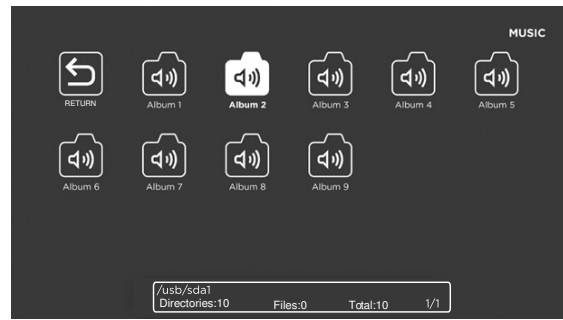 MUSIC
RETURN Album 1 Album 2 Album 3 Album 4 Album 5
Album 6 Album 7 Album 8 Album 9
/usb/sda1
Directories:10 Files:0 Total:10 1/1